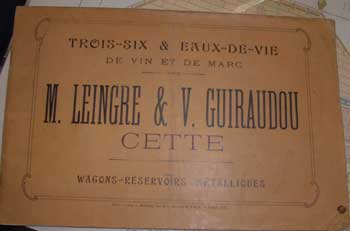 TROIS-SIX & EAUX-DE-VIE
DE VIN ET DE MARC
M. LEINGRE & V. GUIRAUDOU
CETTE
WAGONS-RÉSERVOIRS MÉTALLIQUES